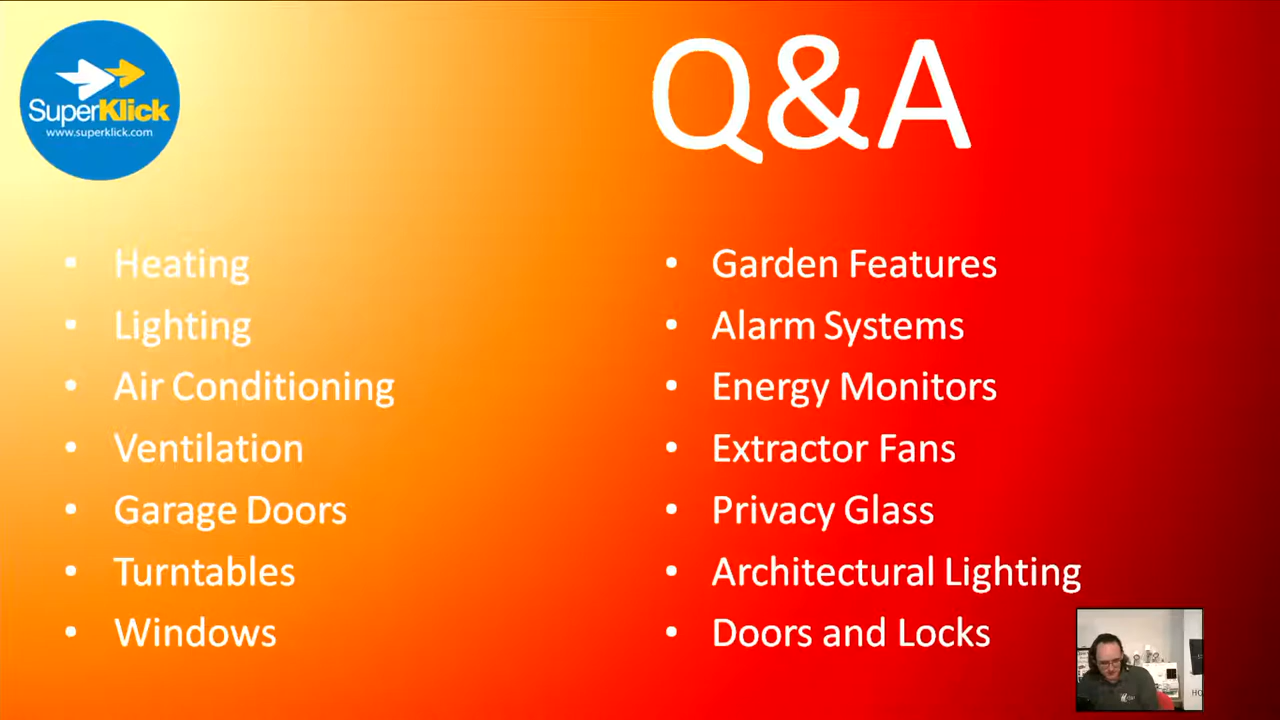 SuperKlick
www.superklick.com
Q&A
• Heating
• Lighting
• Air Conditioning
• Ventilation
• Garage Doors
• Turntables
• Windows
• Garden Features
• Alarm Systems
• Energy Monitors
• Extractor Fans
• Privacy Glass
• Architectural Lighting
• Doors and Locks
HO